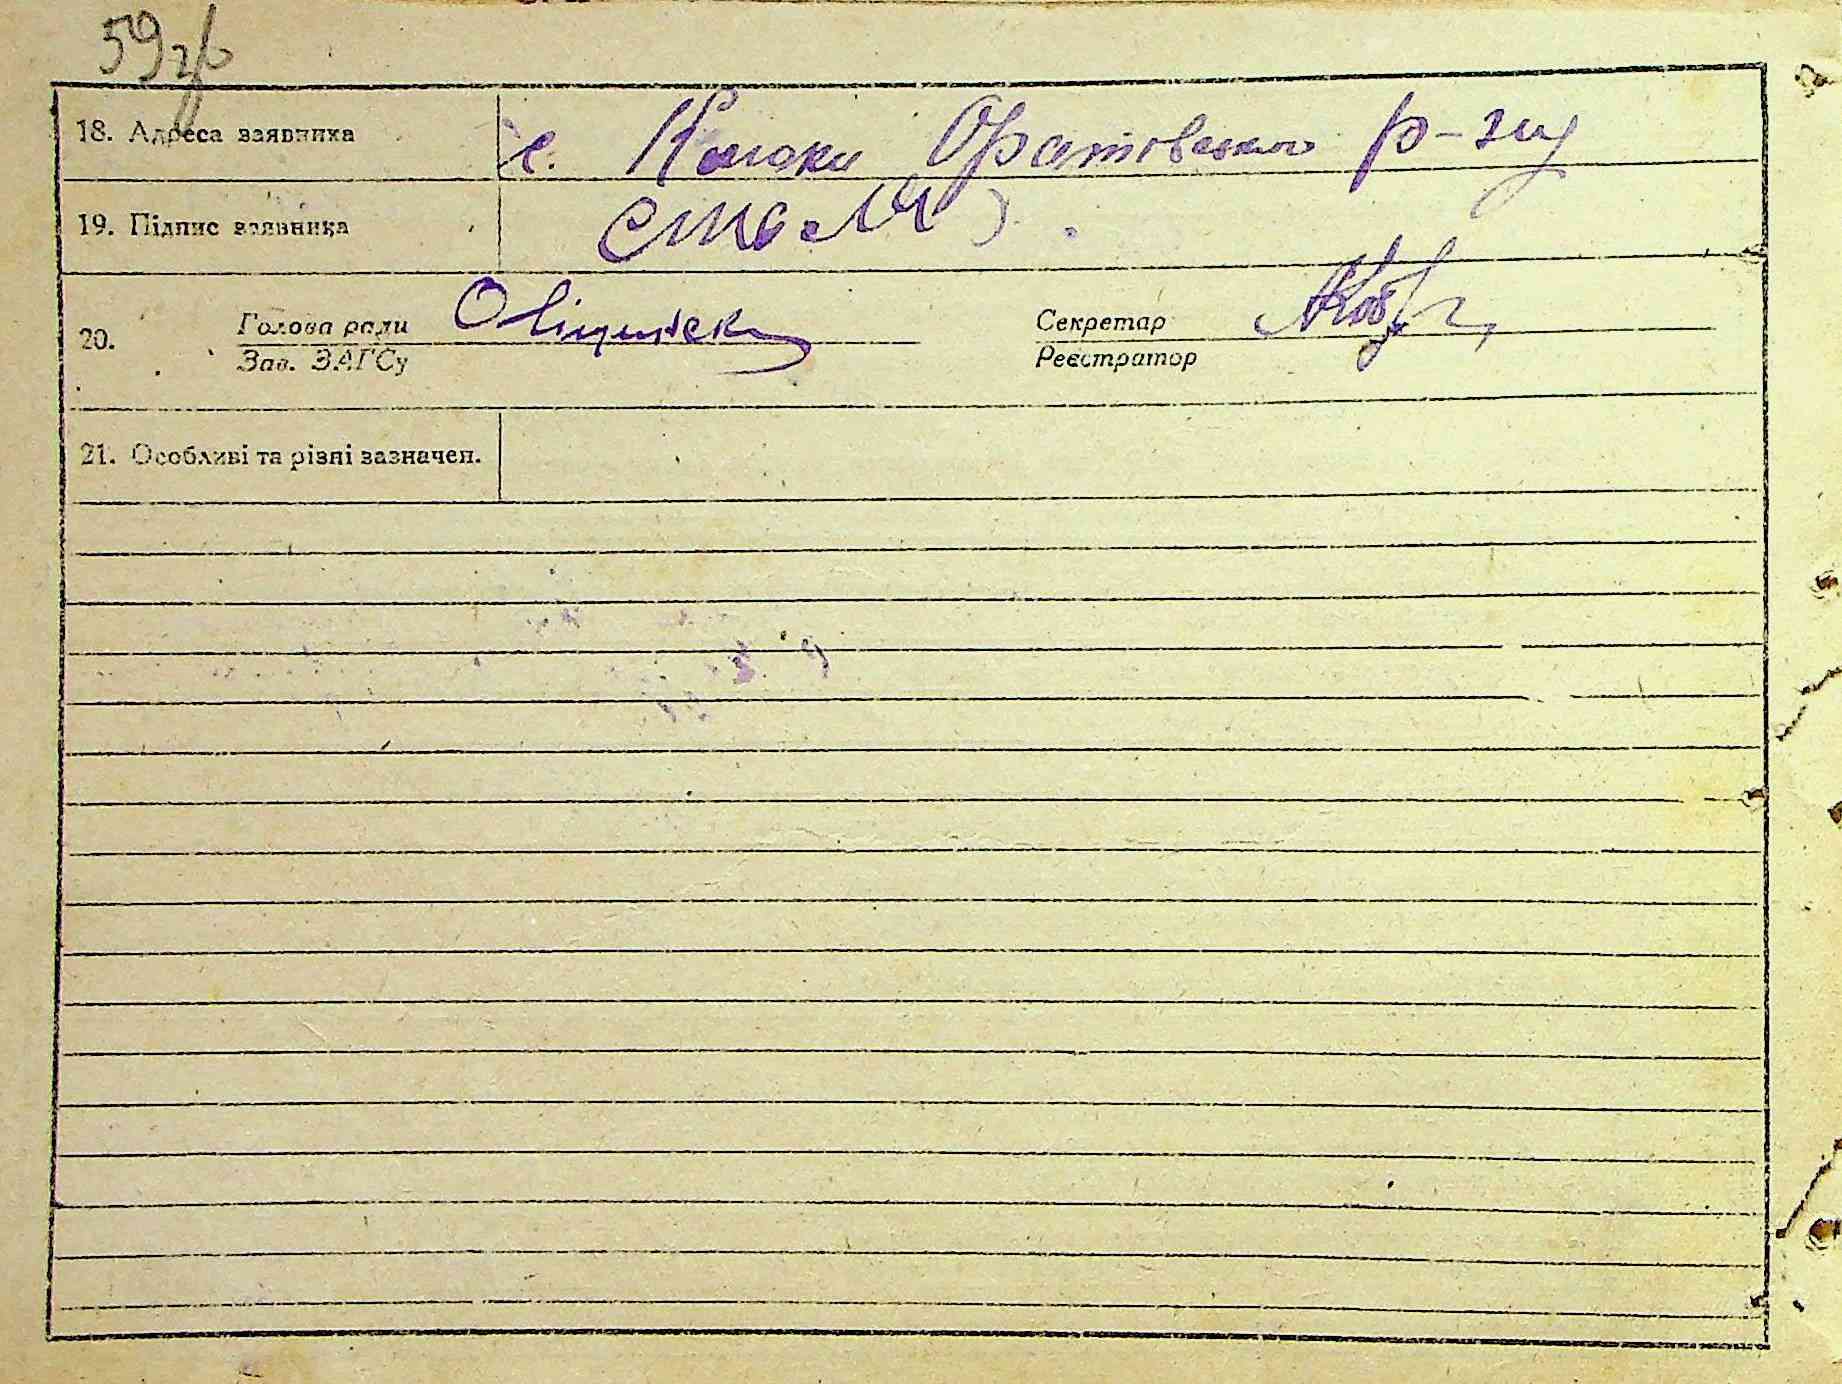 59зв
18. Адреса заявника с. Кошки Оратовського р-ну
19. Підпис заявника
20. Голова ради Секретар
Зав. ЗАГСу Реєстратор
21. Особливі та різні зазначен.